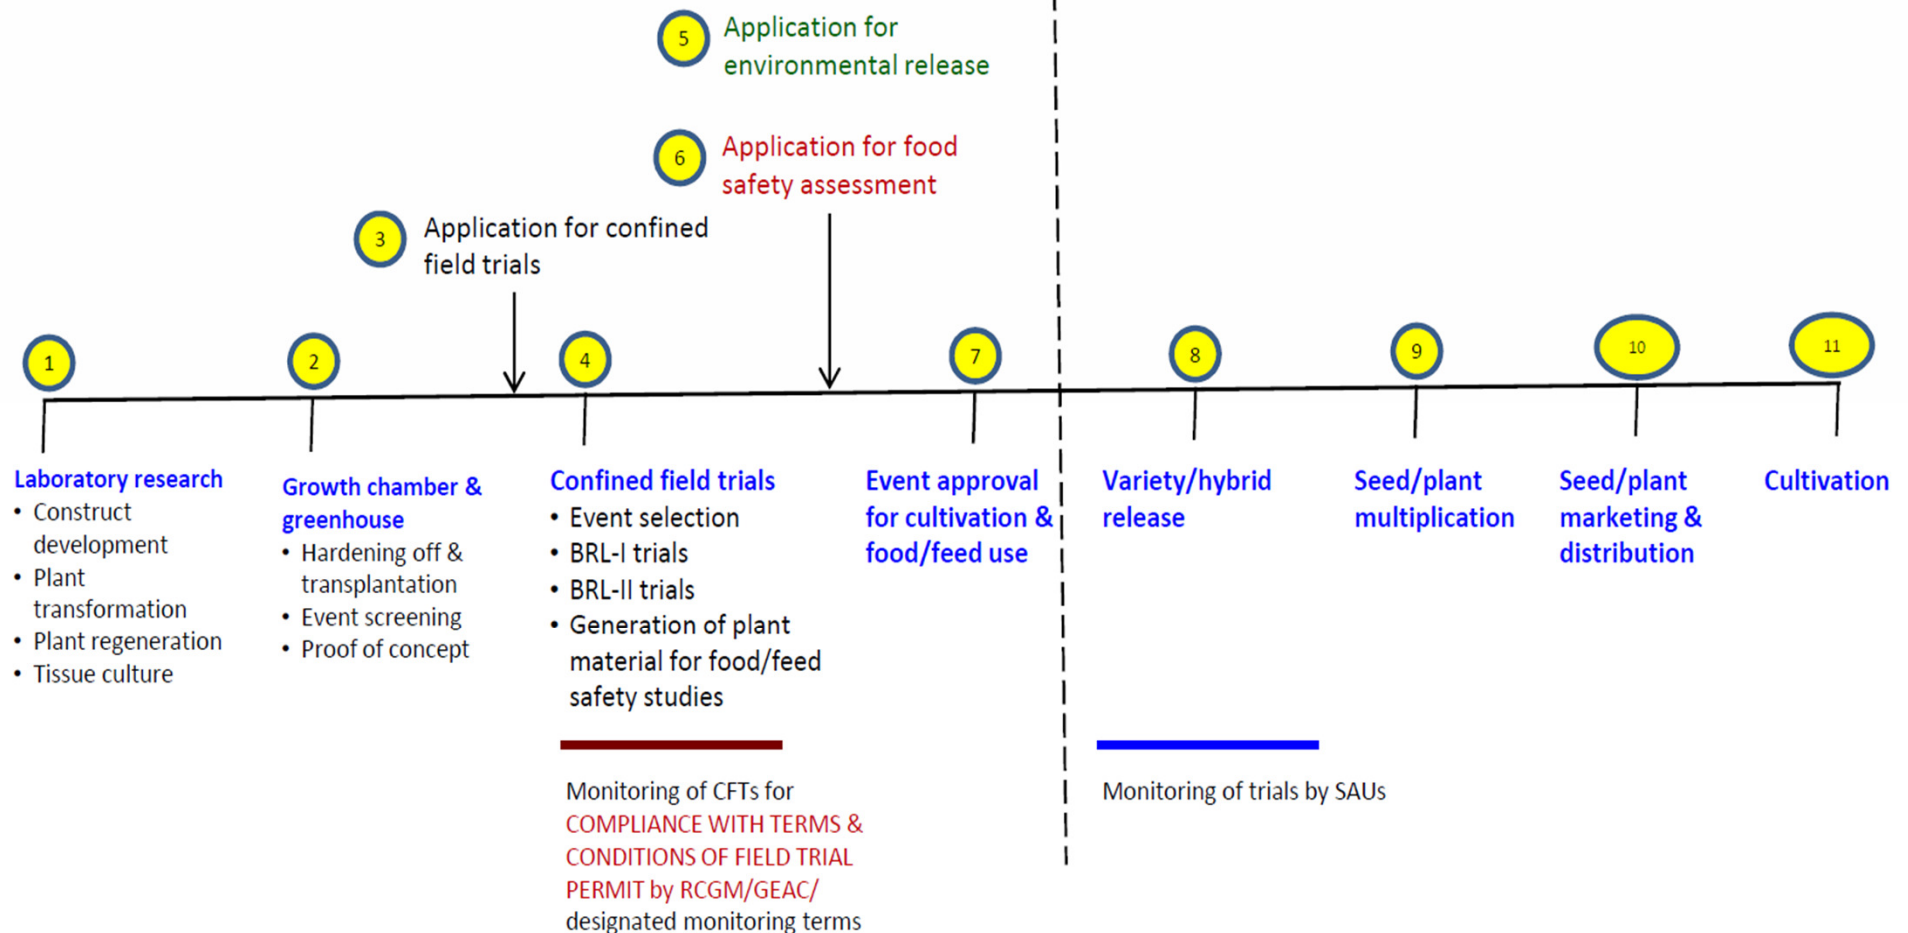 5
Application for
environmental release
6
Application for food
safety assessment
3
Application for confined
field trials
1
2
4
7
8
9
10
11
Laboratory research
• Construct
development
• Plant
transformation
• Plant regeneration
• Tissue culture
Growth chamber &
greenhouse
• Hardening off &
transplantation
• Event screening
• Proof of concept
Confined field trials
• Event selection
• BRL-I trials
• BRL-II trials
• Generation of plant
material for food/feed
safety studies
Event approval
for cultivation &
food/feed use
Variety/hybrid
release
Seed/plant
multiplication
Seed/plant
marketing &
distribution
Cultivation
Monitoring of CFTs for
COMPLIANCE WITH TERMS &
CONDITIONS OF FIELD TRIAL
PERMIT by RCGM/GEAC/
designated monitoring terms
Monitoring of trials by SAUs